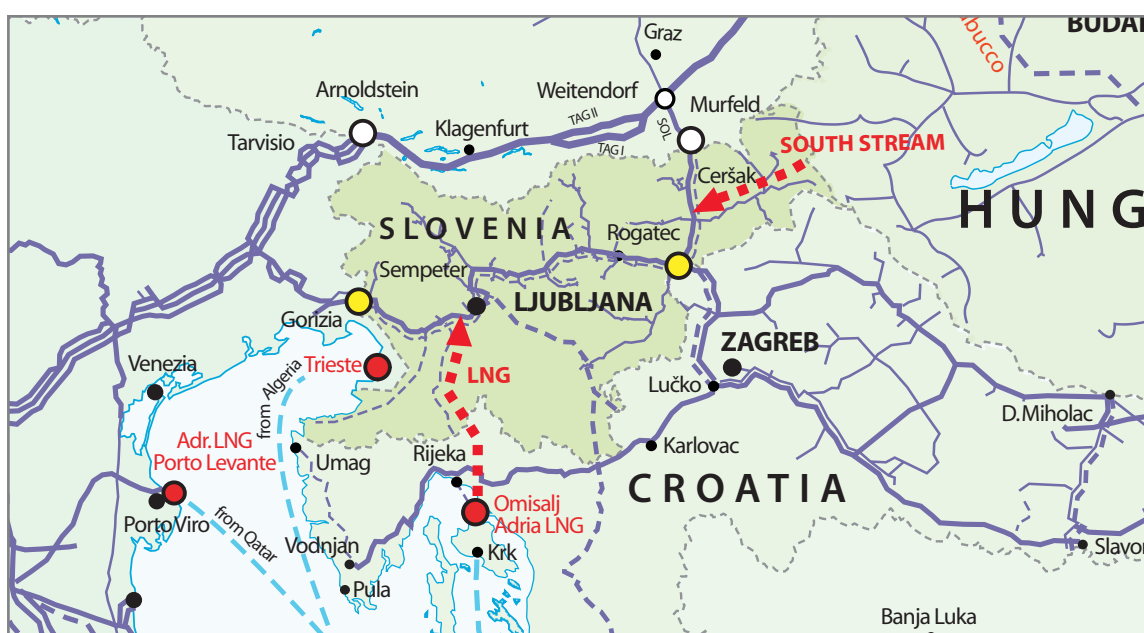 BUDA
abucco
Graz
Arnoldstein
Weitendorf
Murfeld
TAG II
SOL
Tarvisio
Klagenfurt
TAG I
SOUTH STREAM
Ceršak
HUNG
SLOVENIA
Rogatec
Sempeter
LJUBLJANA
Gorizia
ZAGREB
Venezia
from Algeria
Trieste
LNG
Lučko
D.Miholac
Adr. LNG
Porto Levante
Umag
Rijeka
Karlovac
CROATIA
Omisalj
Adria LNG
Porto Viro
from Qatar
Vodnjan
Krk
Slavon
Pula
Banja Luka